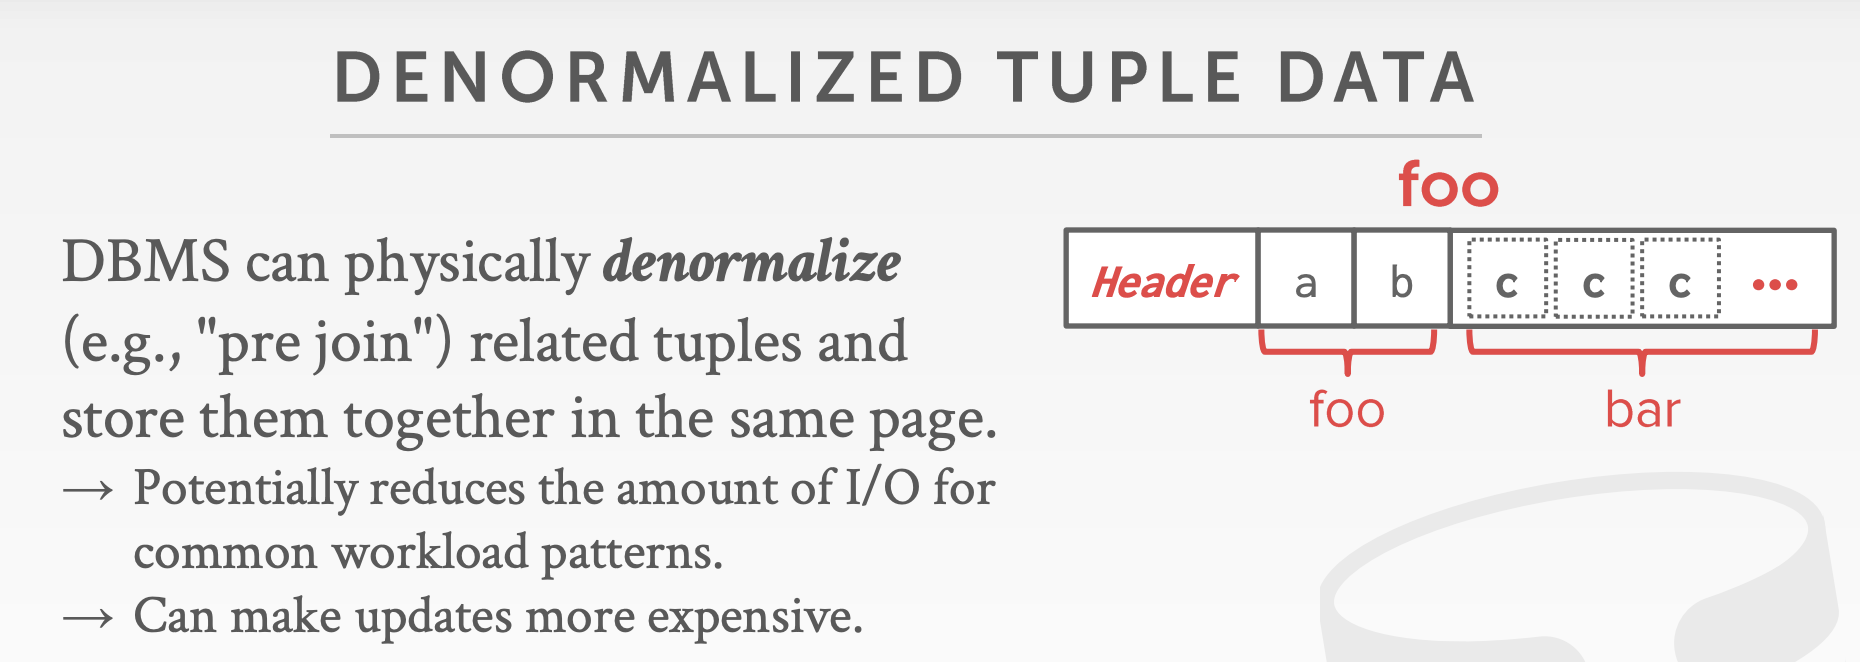 DENORMALIZED TUPLE DATA
DBMS can physically denormalize
(e.g., "pre join") related tuples and
store them together in the same page.
→ Potentially reduces the amount of I/O for
common workload patterns.
→ Can make updates more expensive.
foo
Header a b c c c •••
foo bar